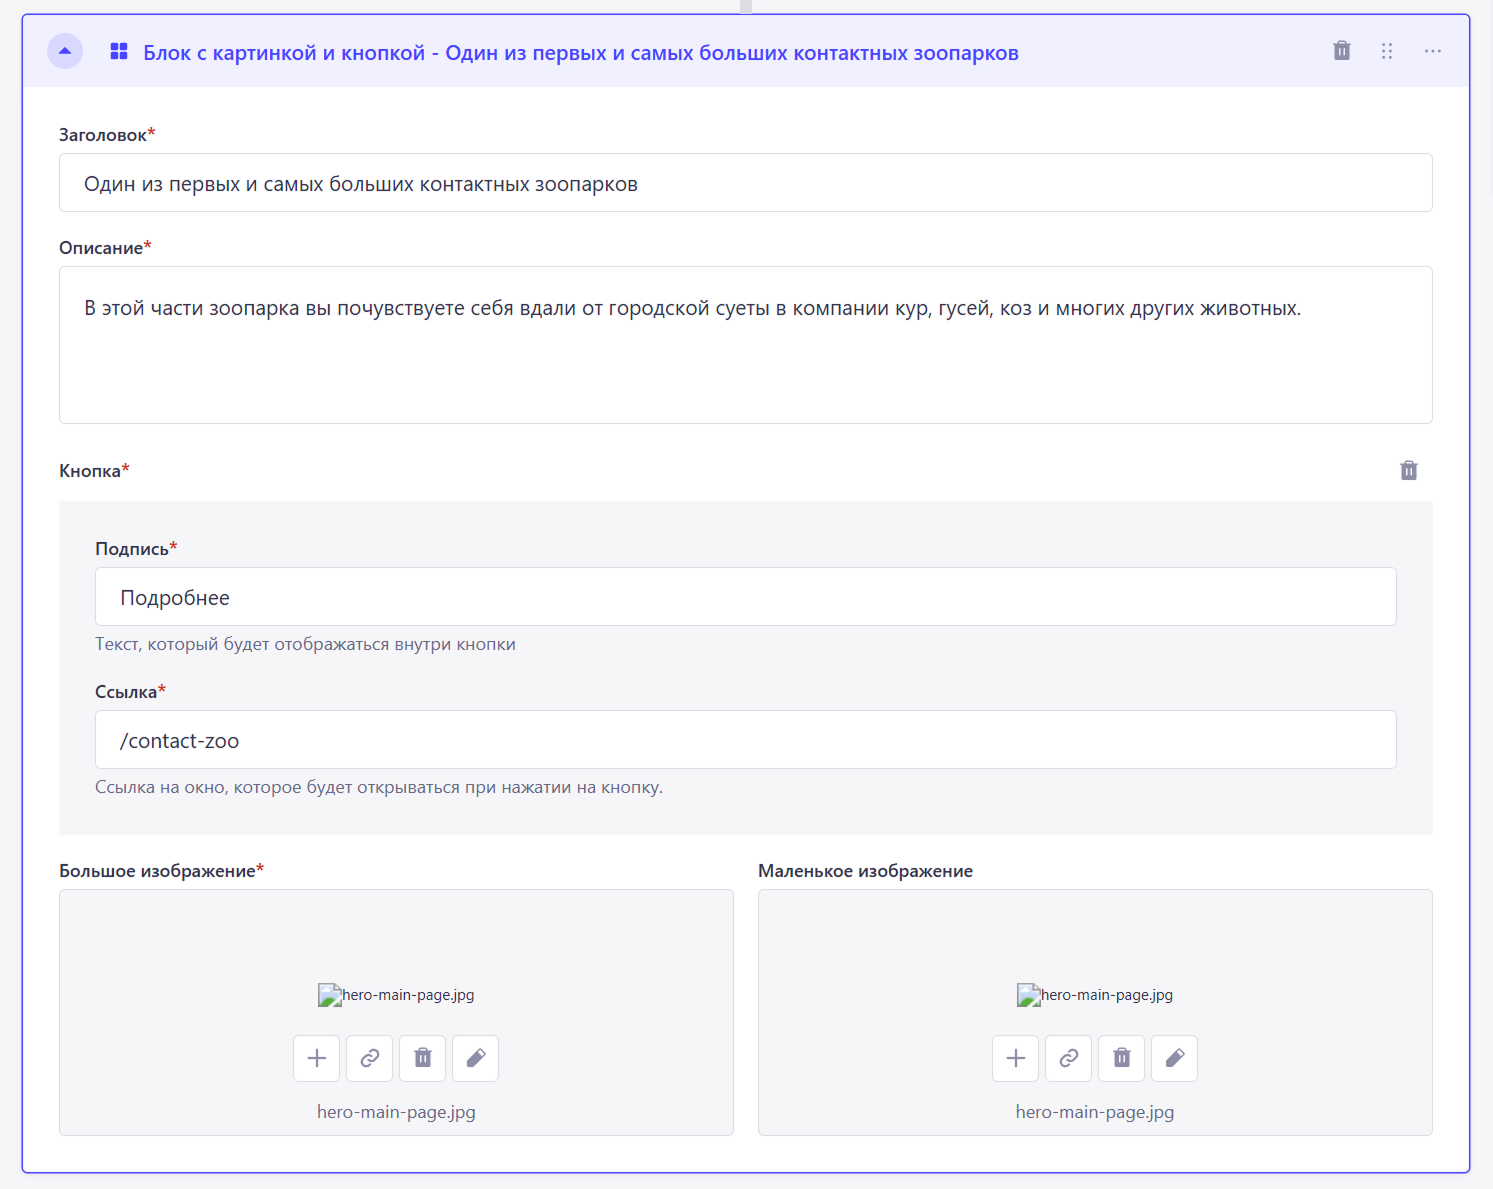 Блок с картинкой и кнопкой - Один из первых и самых больших контактных зоопарков
Заголовок*
Один из первых и самых больших контактных зоопарков
Описание*
В этой части зоопарка вы почувствуете себя вдали от городской суеты в компании кур, гусей, коз и многих других животных.
Кнопка*
Подпись*
Подробнее
Текст, который будет отображаться внутри кнопки
Ссылка*
/contact-zoo
Ссылка на окно, которое будет открываться при нажатии на кнопку.
Большое изображение*
Маленькое изображение
hero-main-page.jpg
hero-main-page.jpg
hero-main-page.jpg
hero-main-page.jpg